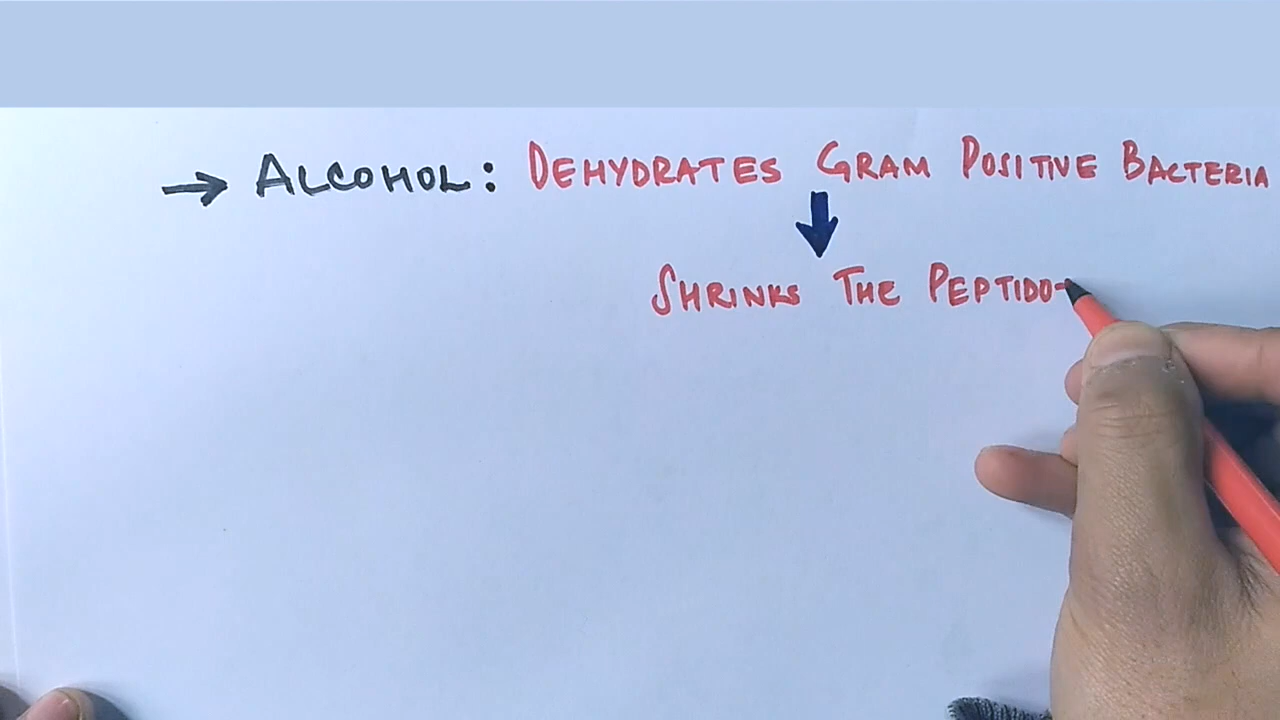 → ALCOHOL: DEHYDRATES GRAM POSITIVE BACTERIA
SHRINKS THE PEPTIDO-